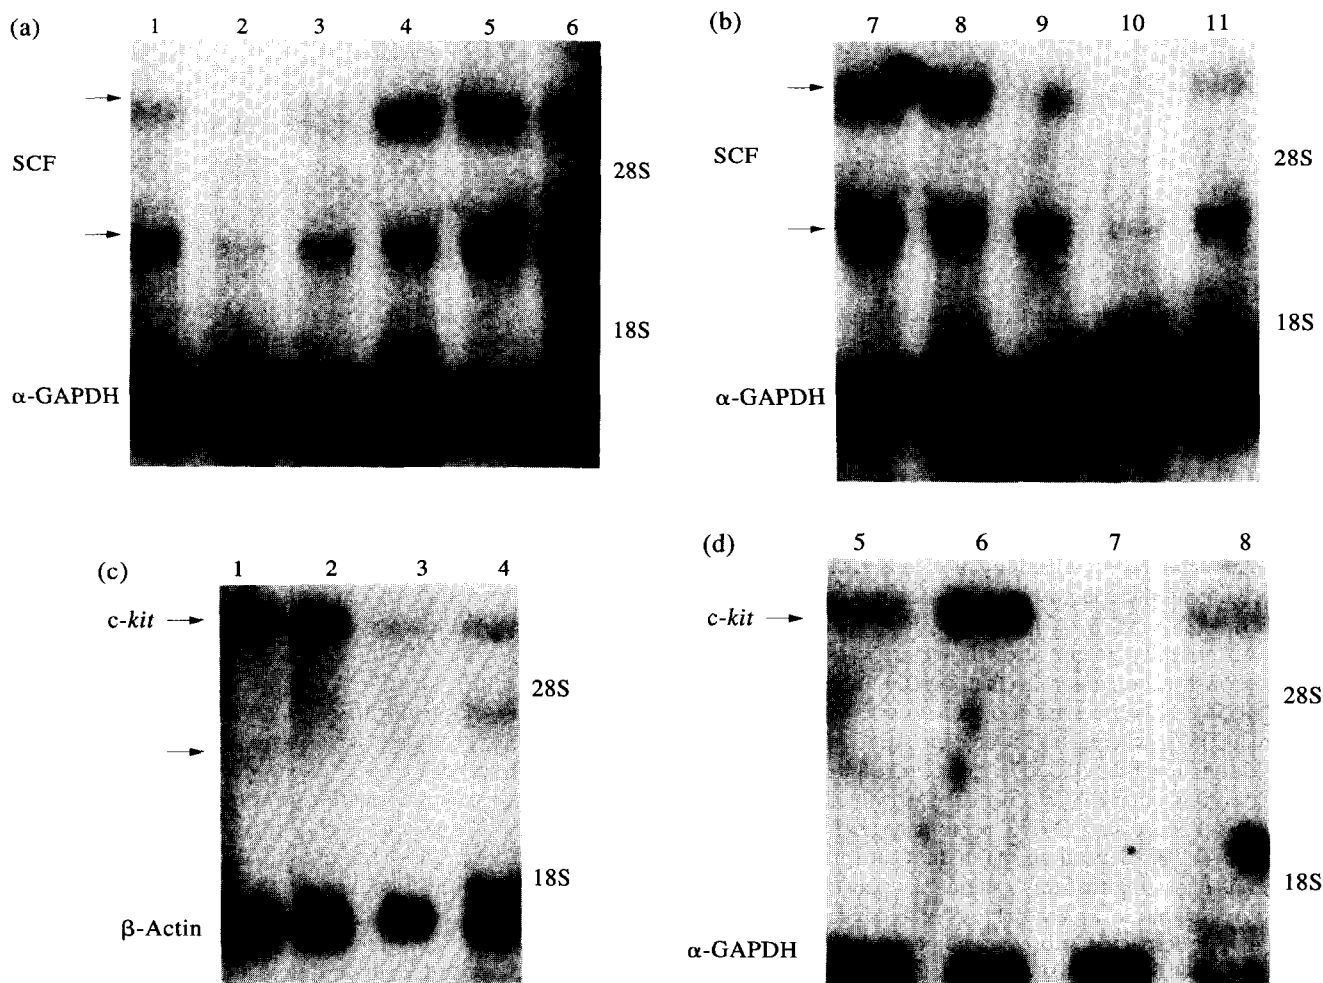 (a)
1 2 3 4 5 6
SCF
28S
18S
α-GAPDH
(b)
7 8 9 10 11
SCF
28S
18S
α-GAPDH
(c)
1 2 3 4
c-kit
28S
18S
β-Actin
(d)
5 6 7 8
c-kit
28S
18S
α-GAPDH